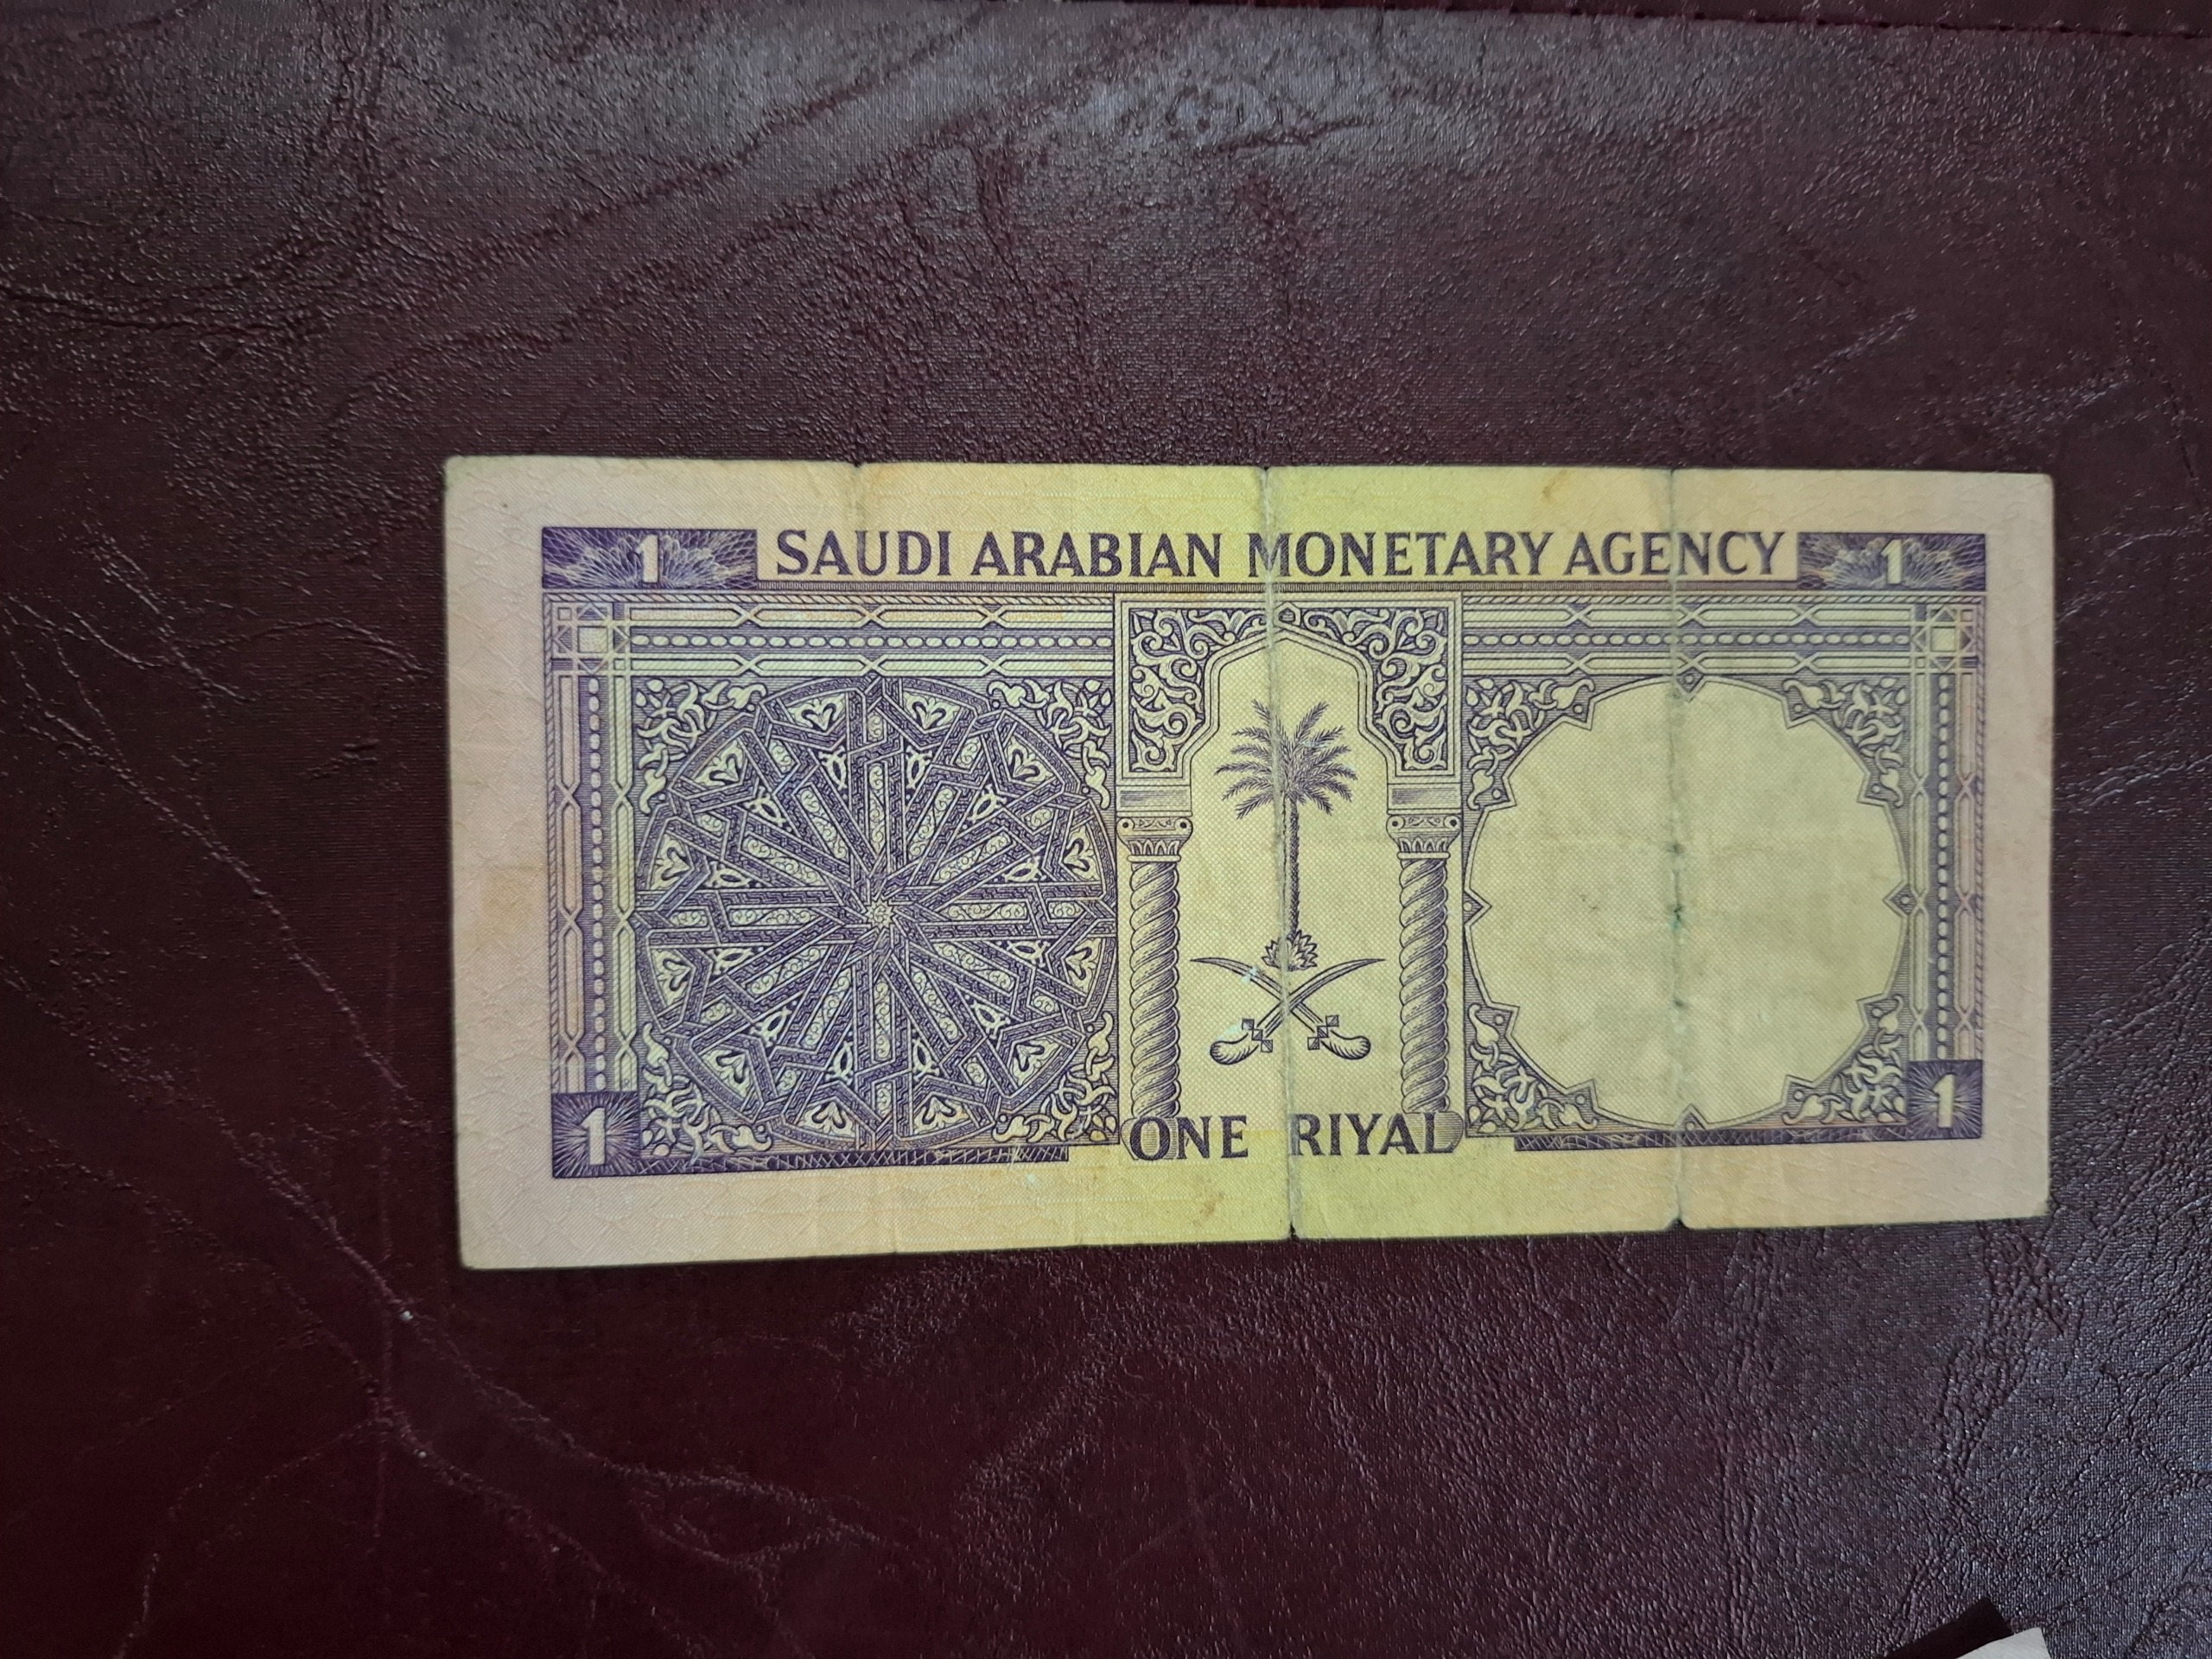 1 SAUDI ARABIAN MONETARY AGENCY 1
1 ONE RIYAL 1